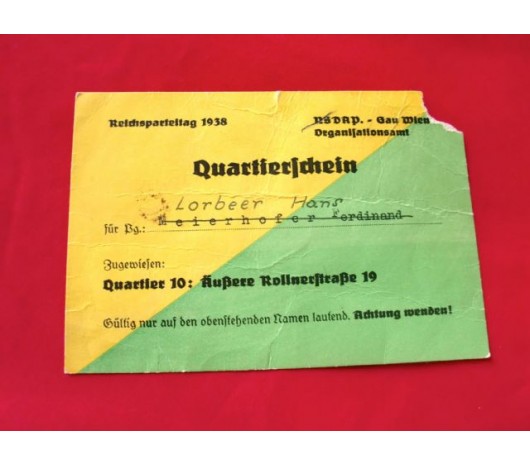 Reichsparteitag 1938
NSDAP. - Gau Wien
Organisationsamt
Quartierschein
Lorbeer Hans
für Pg.: Meierhofer Ferdinand
Zugewiesen:
Quartier 10: Äußere Rollnerstraße 19
Gültig nur auf den obenstehenden Namen lautend. Achtung wenden!